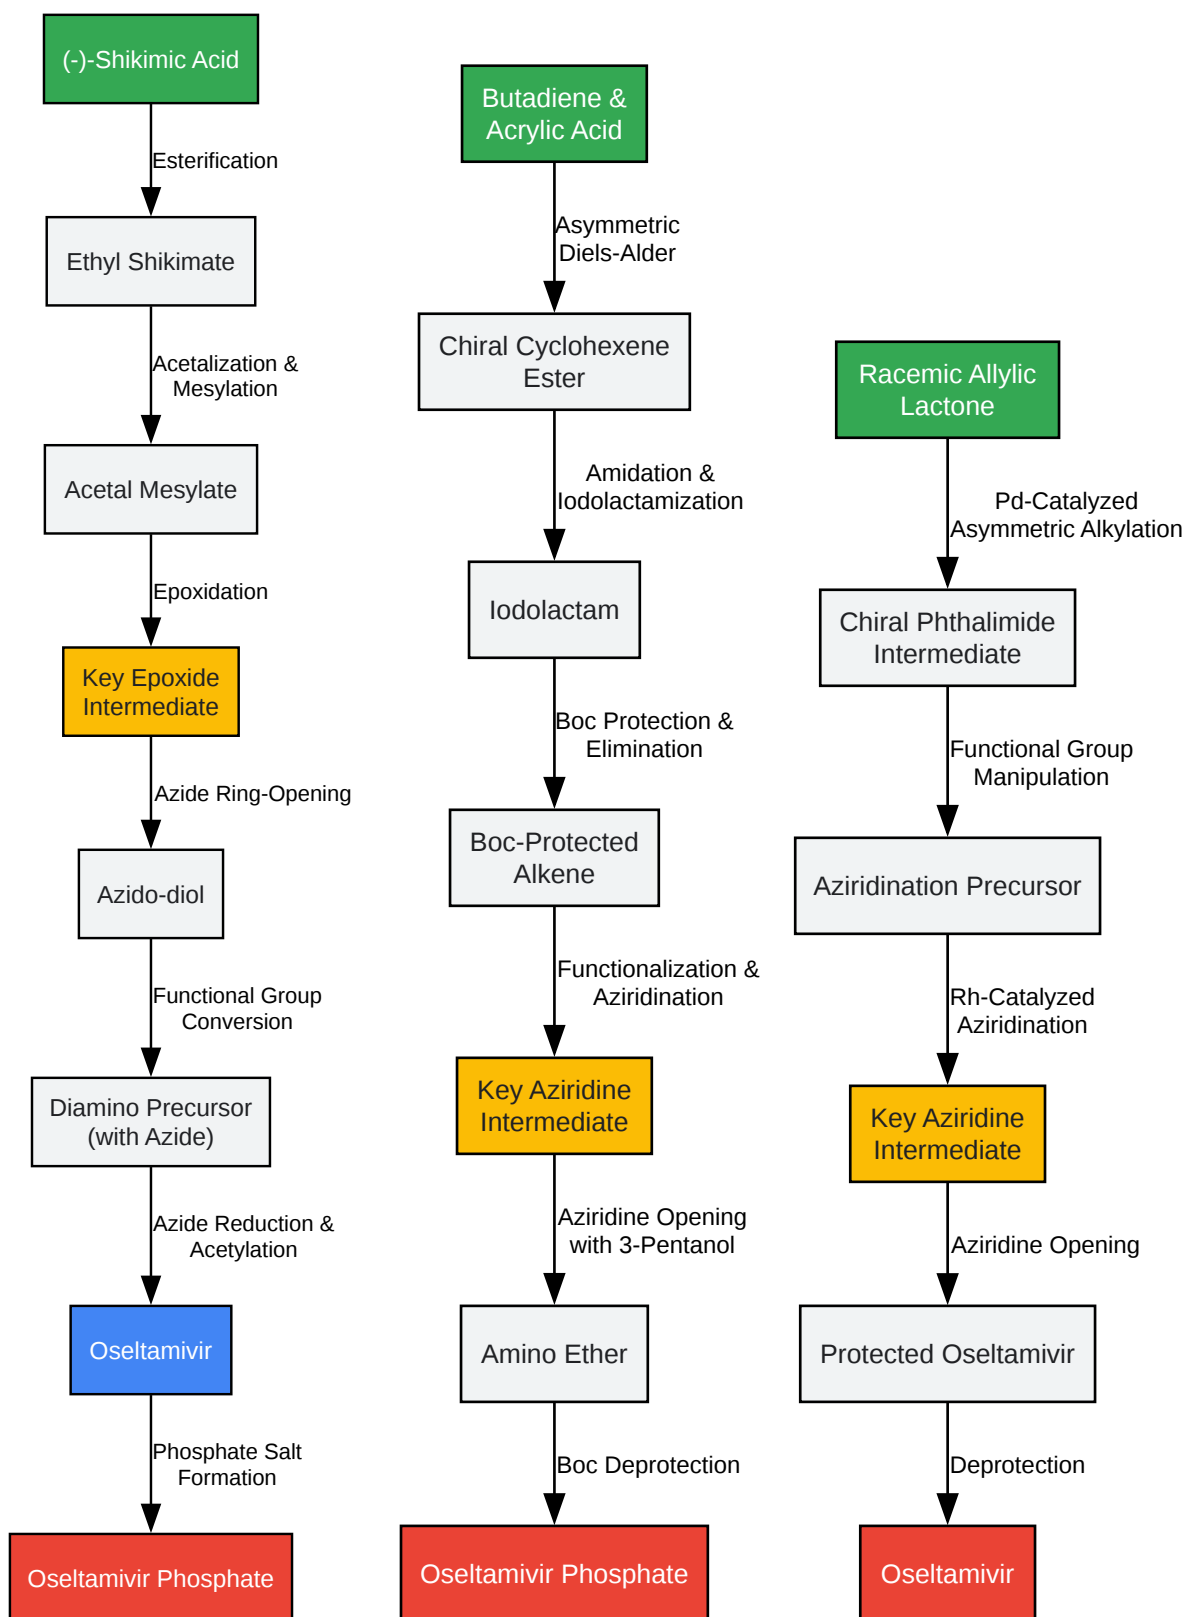 (-)-Shikimic Acid
Esterification
Ethyl Shikimate
Acetalization &
Mesylation
Acetal Mesylate
Epoxidation
Key Epoxide
Intermediate
Azide Ring-Opening
Azido-diol
Functional Group
Conversion
Diamino Precursor
(with Azide)
Azide Reduction &
Acetylation
Oseltamivir
Phosphate Salt
Formation
Oseltamivir Phosphate
Butadiene &
Acrylic Acid
Asymmetric
Diels-Alder
Chiral Cyclohexene
Ester
Amidation &
Iodolactamization
Iodolactam
Boc Protection &
Elimination
Boc-Protected
Alkene
Functionalization &
Aziridination
Key Aziridine
Intermediate
Aziridine Opening
with 3-Pentanol
Amino Ether
Boc Deprotection
Oseltamivir Phosphate
Racemic Allylic
Lactone
Pd-Catalyzed
Asymmetric Alkylation
Chiral Phthalimide
Intermediate
Functional Group
Manipulation
Aziridination Precursor
Rh-Catalyzed
Aziridination
Key Aziridine
Intermediate
Aziridine Opening
Protected Oseltamivir
Deprotection
Oseltamivir